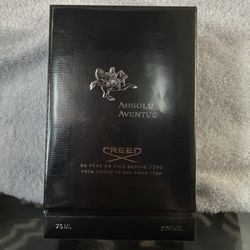 ABSOLU
AVENTUS
CREED
DE PÈRE EN FILS DEPUIS 1760
FROM FATHER TO SON SINCE 1760
75ML
2.5FL.OZ.